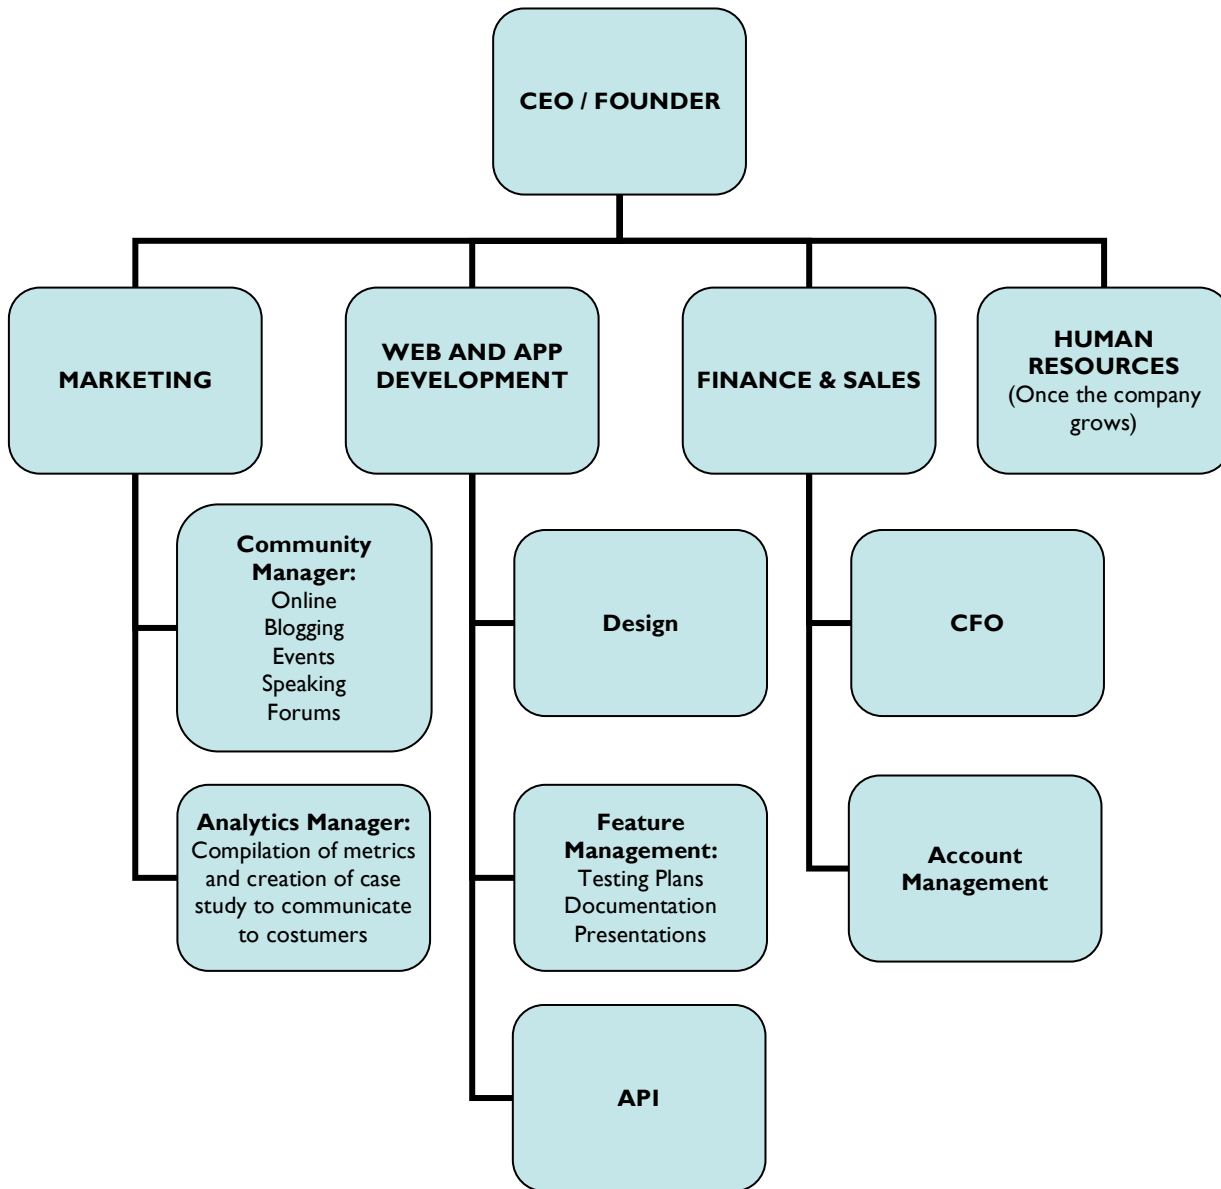 CEO / FOUNDER
MARKETING
WEB AND APP
DEVELOPMENT
FINANCE & SALES
HUMAN
RESOURCES
(Once the company
grows)
Community
Manager:
Online
Blogging
Events
Speaking
Forums
Design
CFO
Analytics Manager:
Compilation of metrics
and creation of case
study to communicate
to costumers
Feature
Management:
Testing Plans
Documentation
Presentations
Account
Management
API